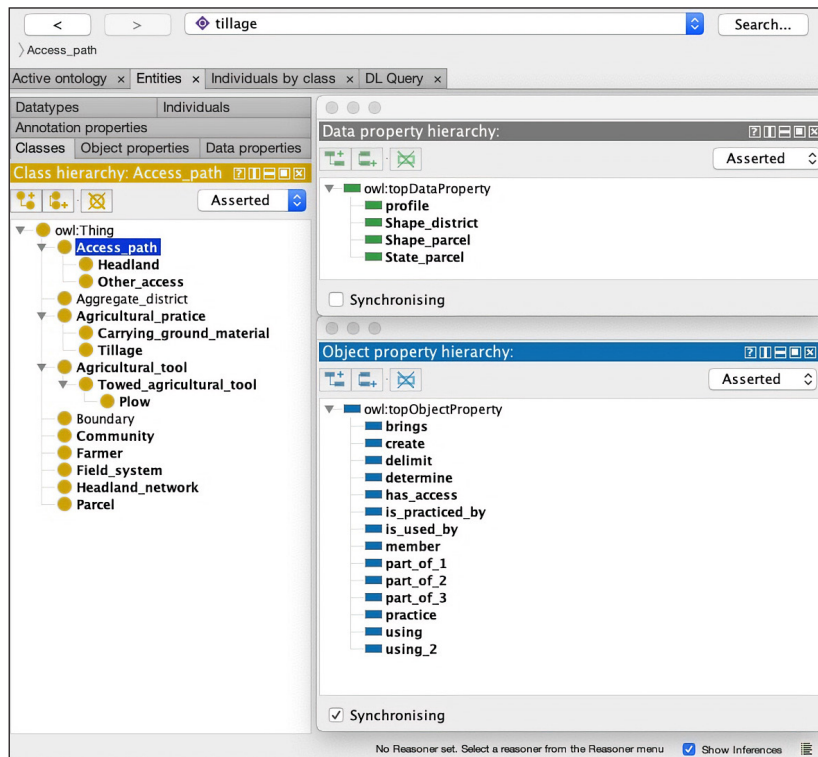 < > tillage Search...
〉Access_path
Active ontology × Entities × Individuals by class × DL Query ×
Datatypes Individuals
Annotation properties
Classes Object properties Data properties
Class hierarchy: Access_path
Asserted
owl:Thing
Access_path
Headland
Other_access
Aggregate_district
Agricultural_pratice
Carrying_ground_material
Tillage
Agricultural_tool
Towed_agricultural_tool
Plow
Boundary
Community
Farmer
Field_system
Headland_network
Parcel
Data property hierarchy:
Asserted
owl:topDataProperty
profile
Shape_district
Shape_parcel
State_parcel
Synchronising
Object property hierarchy:
Asserted
owl:topObjectProperty
brings
create
delimit
determine
has_access
is_practiced_by
is_used_by
member
part_of_1
part_of_2
part_of_3
practice
using
using_2
Synchronising
No Reasoner set. Select a reasoner from the Reasoner menu Show Inferences